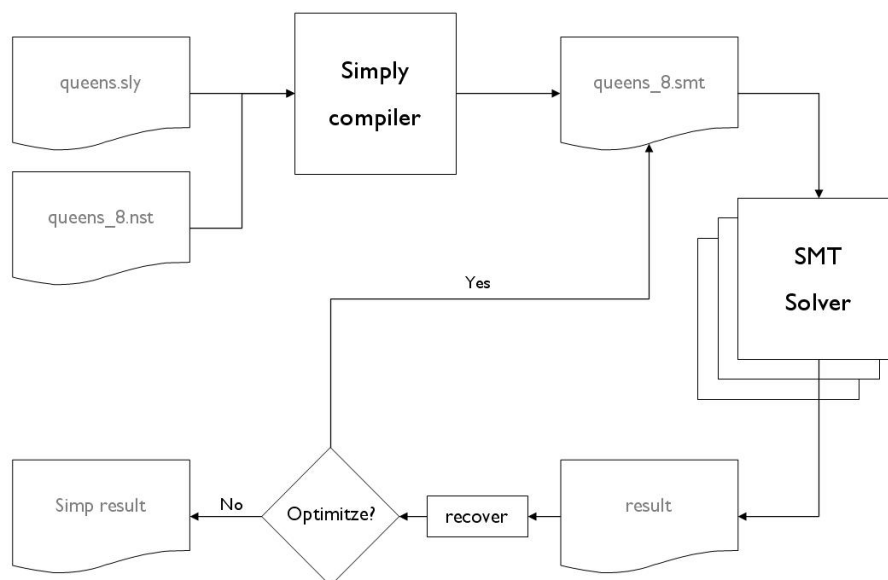 queens.sly
Simply
compiler
queens_8.smt
queens_8.nst
SMT
Solver
Yes
Simp result
No
Optimitze?
recover
result